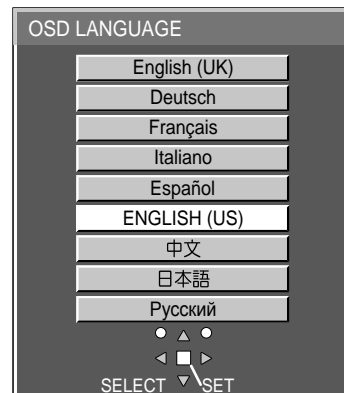 OSD LANGUAGE
English (UK)
Deutsch
Français
Italiano
Español
ENGLISH (US)
中文
日本語
Русский
SELECT SET